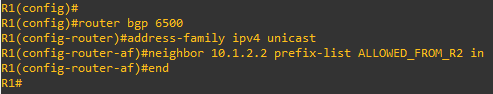 R1(config)#
R1(config)#router bgp 6500
R1(config-router)#address-family ipv4 unicast
R1(config-router-af)#neighbor 10.1.2.2 prefix-list ALLOWED_FROM_R2 in
R1(config-router-af)#end
R1#